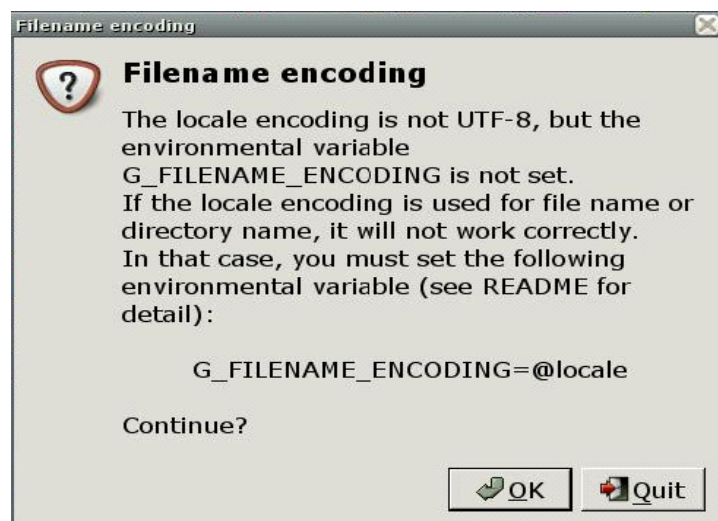 Filename encoding
Filename encoding
The locale encoding is not UTF-8, but the
environmental variable
G_FILENAME_ENCODING is not set.
If the locale encoding is used for file name or
directory name, it will not work correctly.
In that case, you must set the following
environmental variable (see README for
detail):
G_FILENAME_ENCODING=@locale
Continue?
OK Quit